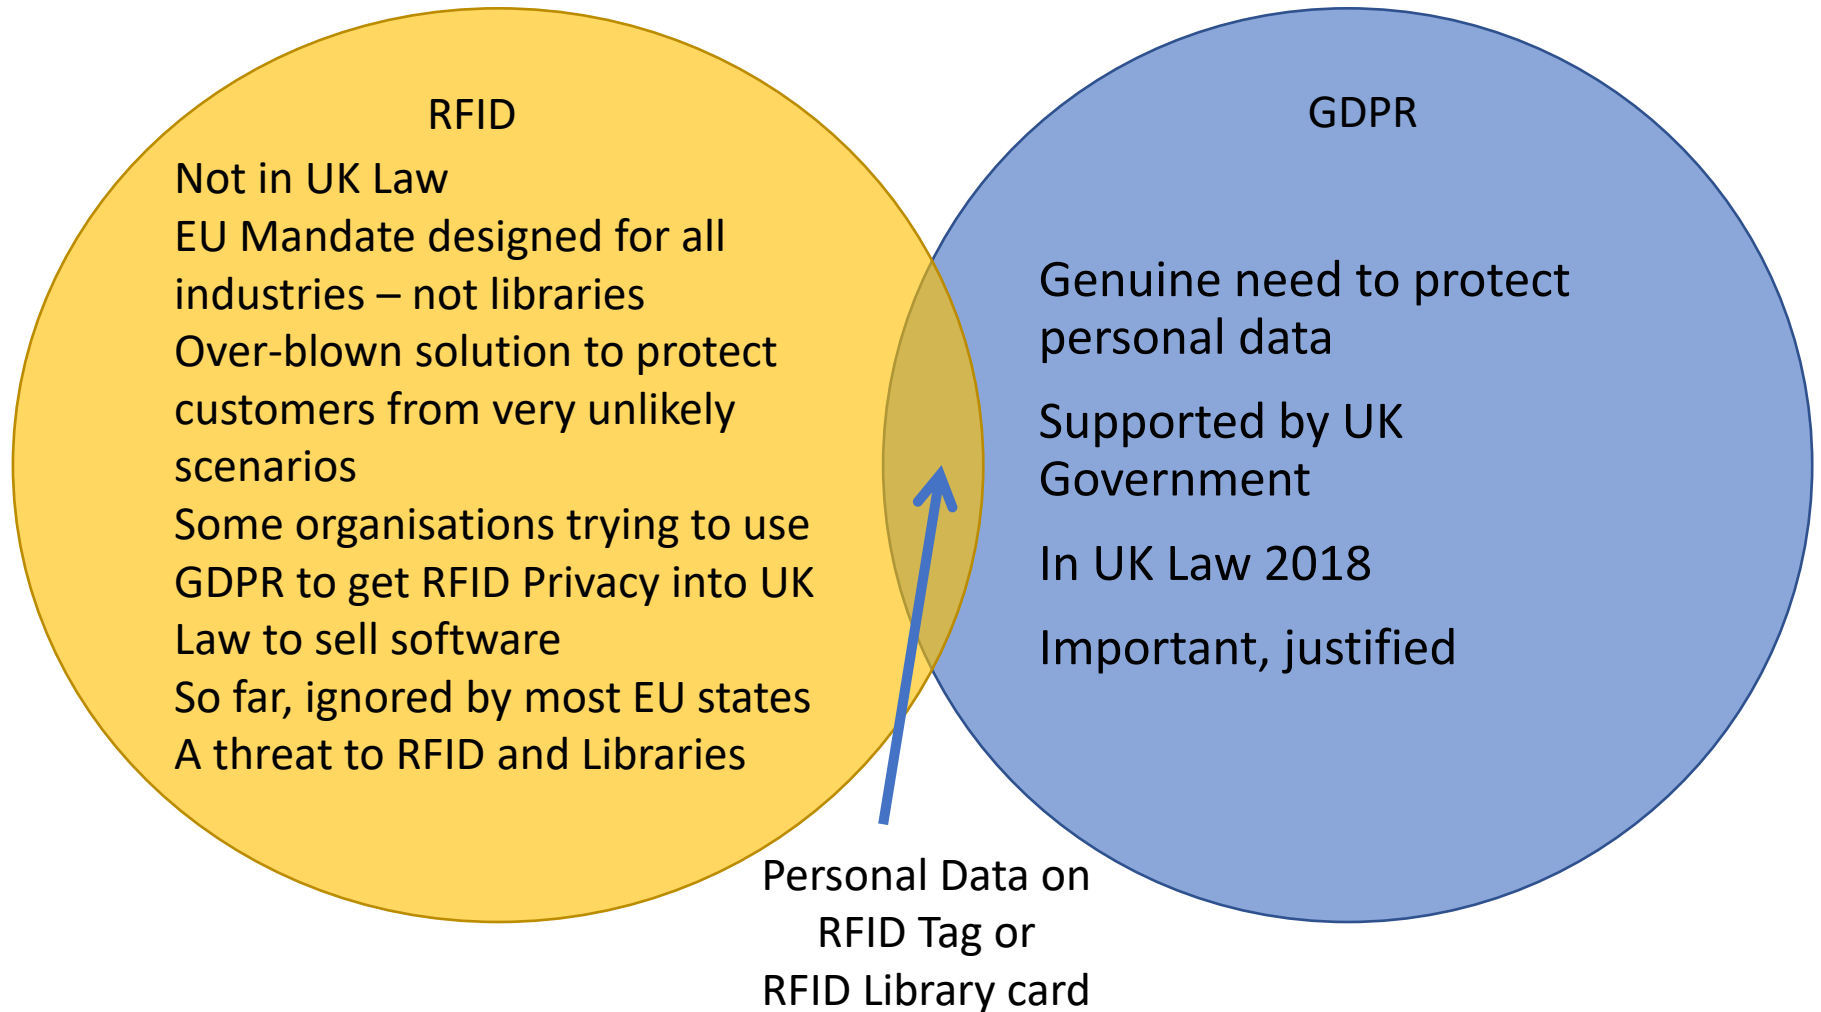 RFID
Not in UK Law
EU Mandate designed for all
industries – not libraries
Over-blown solution to protect
customers from very unlikely
scenarios
Some organisations trying to use
GDPR to get RFID Privacy into UK
Law to sell software
So far, ignored by most EU states
A threat to RFID and Libraries
GDPR
Genuine need to protect
personal data
Supported by UK
Government
In UK Law 2018
Important, justified
Personal Data on
RFID Tag or
RFID Library card